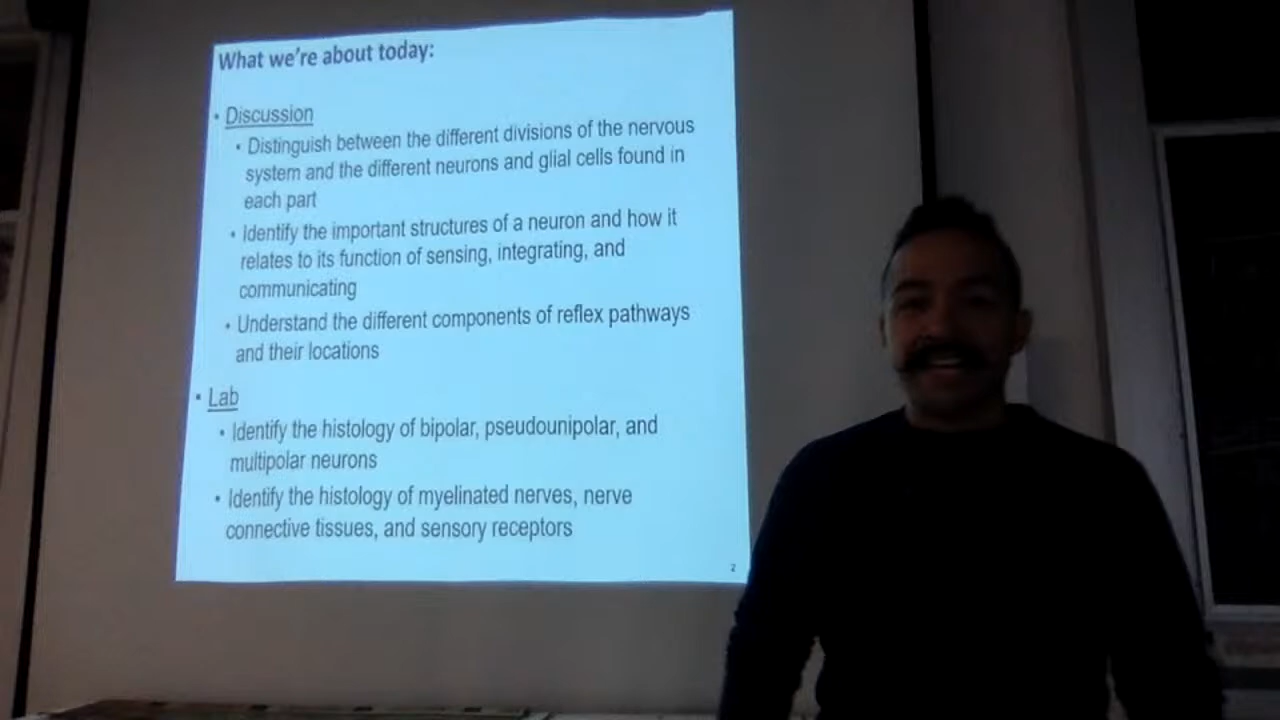 What we're about today:
• Discussion
• Distinguish between the different divisions of the nervous
system and the different neurons and glial cells found in
each part
• Identify the important structures of a neuron and how it
relates to its function of sensing, integrating, and
communicating
• Understand the different components of reflex pathways
and their locations
• Lab
• Identify the histology of bipolar, pseudounipolar, and
multipolar neurons
• Identify the histology of myelinated nerves, nerve
connective tissues, and sensory receptors
2